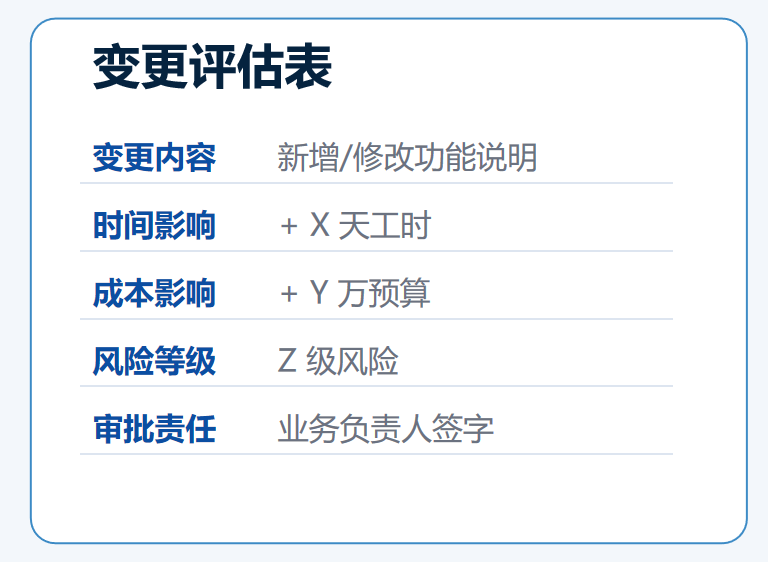 变更评估表
变更内容 新增/修改功能说明
时间影响 + X 天工时
成本影响 + Y 万预算
风险等级 Z 级风险
审批责任 业务负责人签字